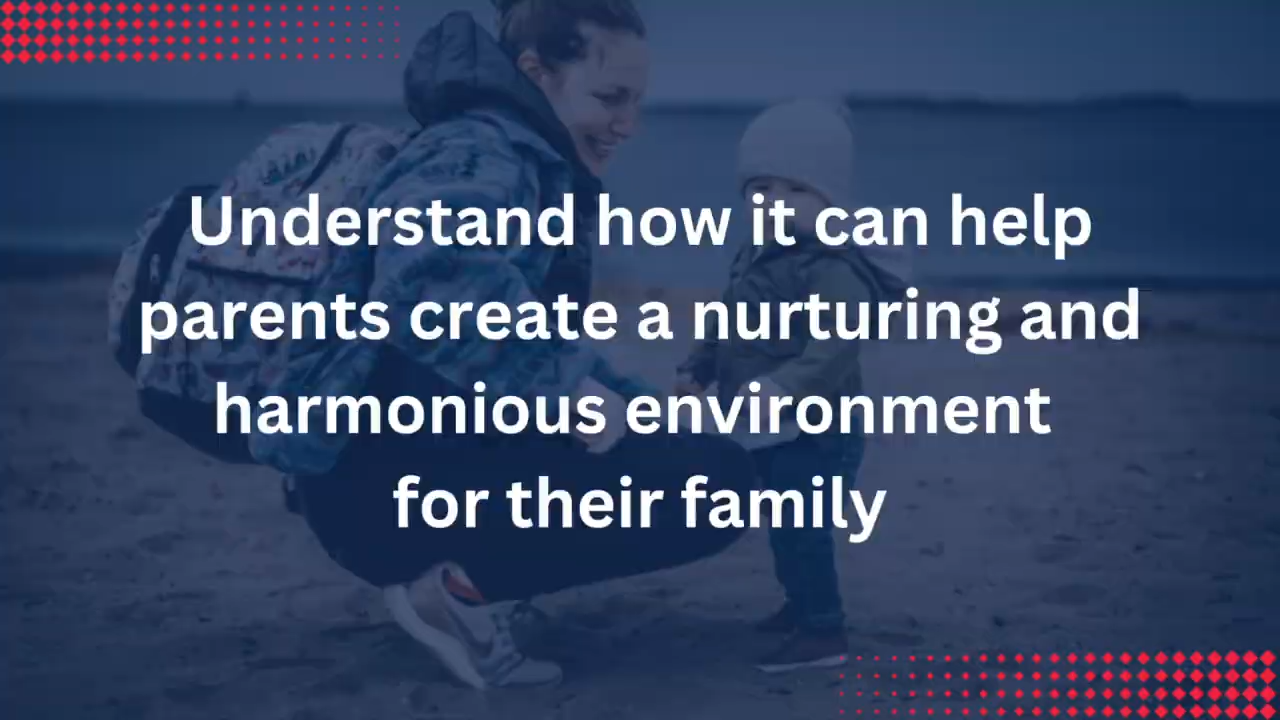 Understand how it can help
parents create a nurturing and
harmonious environment
for their family